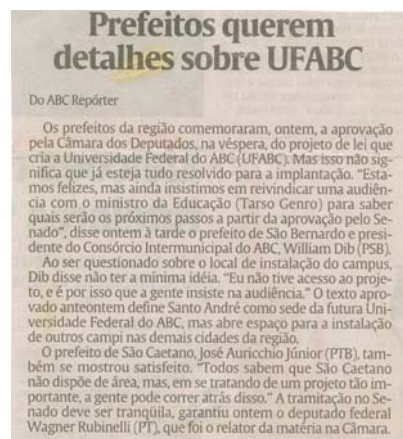 Prefeitos querem
detalhes sobre UFABC
Do ABC Repórter
Os prefeitos da região comemoraram, ontem, a aprovação
pela Câmara dos Deputados, na véspera, do projeto de lei que
cria a Universidade Federal do ABC (UFABC). Mas isso não sig-
nifica que já esteja tudo resolvido para a implantação. "Esta-
mos felizes, mas ainda insistimos em reivindicar uma audiên-
cia com o ministro da Educação (Tarso Genro) para saber
quais serão os próximos passos a partir da aprovação pelo Se-
nado", disse ontem à tarde o prefeito de São Bernardo e presi-
dente do Consórcio Intermunicipal do ABC, William Dib (PSB).
Ao ser questionado sobre o local de instalação do campus,
Dib disse não ter a mínima idéia. "Eu não tive acesso ao proje-
to, e é por isso que a gente insiste na audiência." O texto apro-
vado anteontem define Santo André como sede da futura Uni-
versidade Federal do ABC, mas abre espaço para a instalação
de outros campi nas demais cidades da região.
O prefeito de São Caetano, José Auricchio Júnior (PTB), tam-
bém se mostrou satisfeito. "Todos sabem que São Caetano
não dispõe de área, mas, em se tratando de um projeto tão im-
portante, a gente pode correr atrás disso." A tramitação no Se-
nado deve ser tranqüila, garantiu ontem o deputado federal
Wagner Rubinelli (PT), que foi o relator da matéria na Câmara.